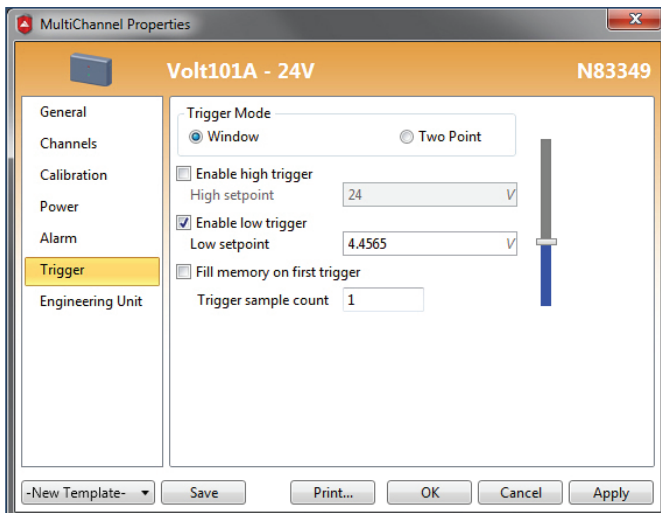 MultiChannel Properties
Volt101A - 24V N83349
General
Channels
Calibration
Power
Alarm
Trigger
Engineering Unit
Trigger Mode
Window Two Point
Enable high trigger
High setpoint 24 V
Enable low trigger
Low setpoint 4.4565 V
Fill memory on first trigger
Trigger sample count 1
-New Template- Save Print... OK Cancel Apply